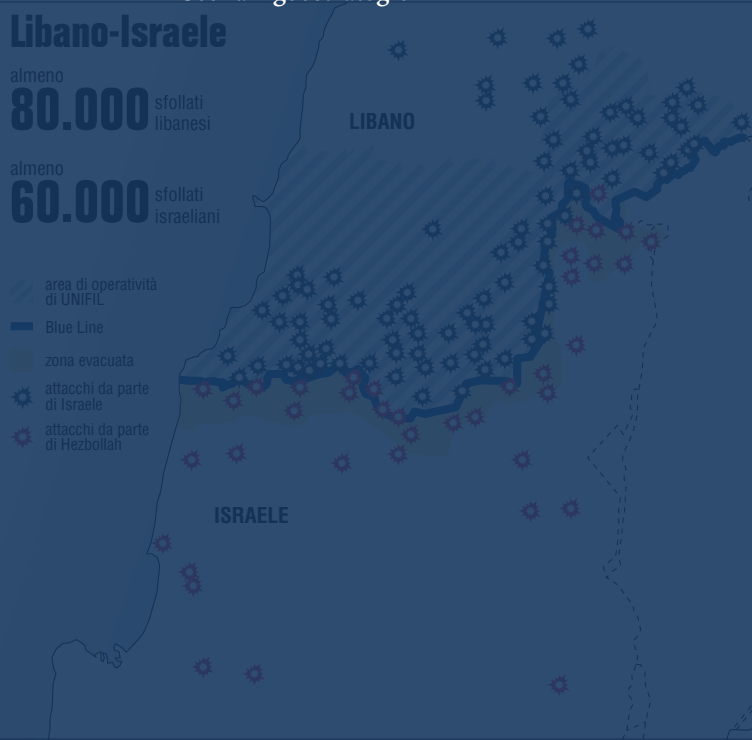 Libano-Israele
almeno
80.000 sfollati
libanesi
almeno
60.000 sfollati
israeliani
LIBANO
area di operatività
di UNIFIL
Blue Line
zona evacuata
attacchi da parte
di Israele
attacchi da parte
di Hezbollah
ISRAELE